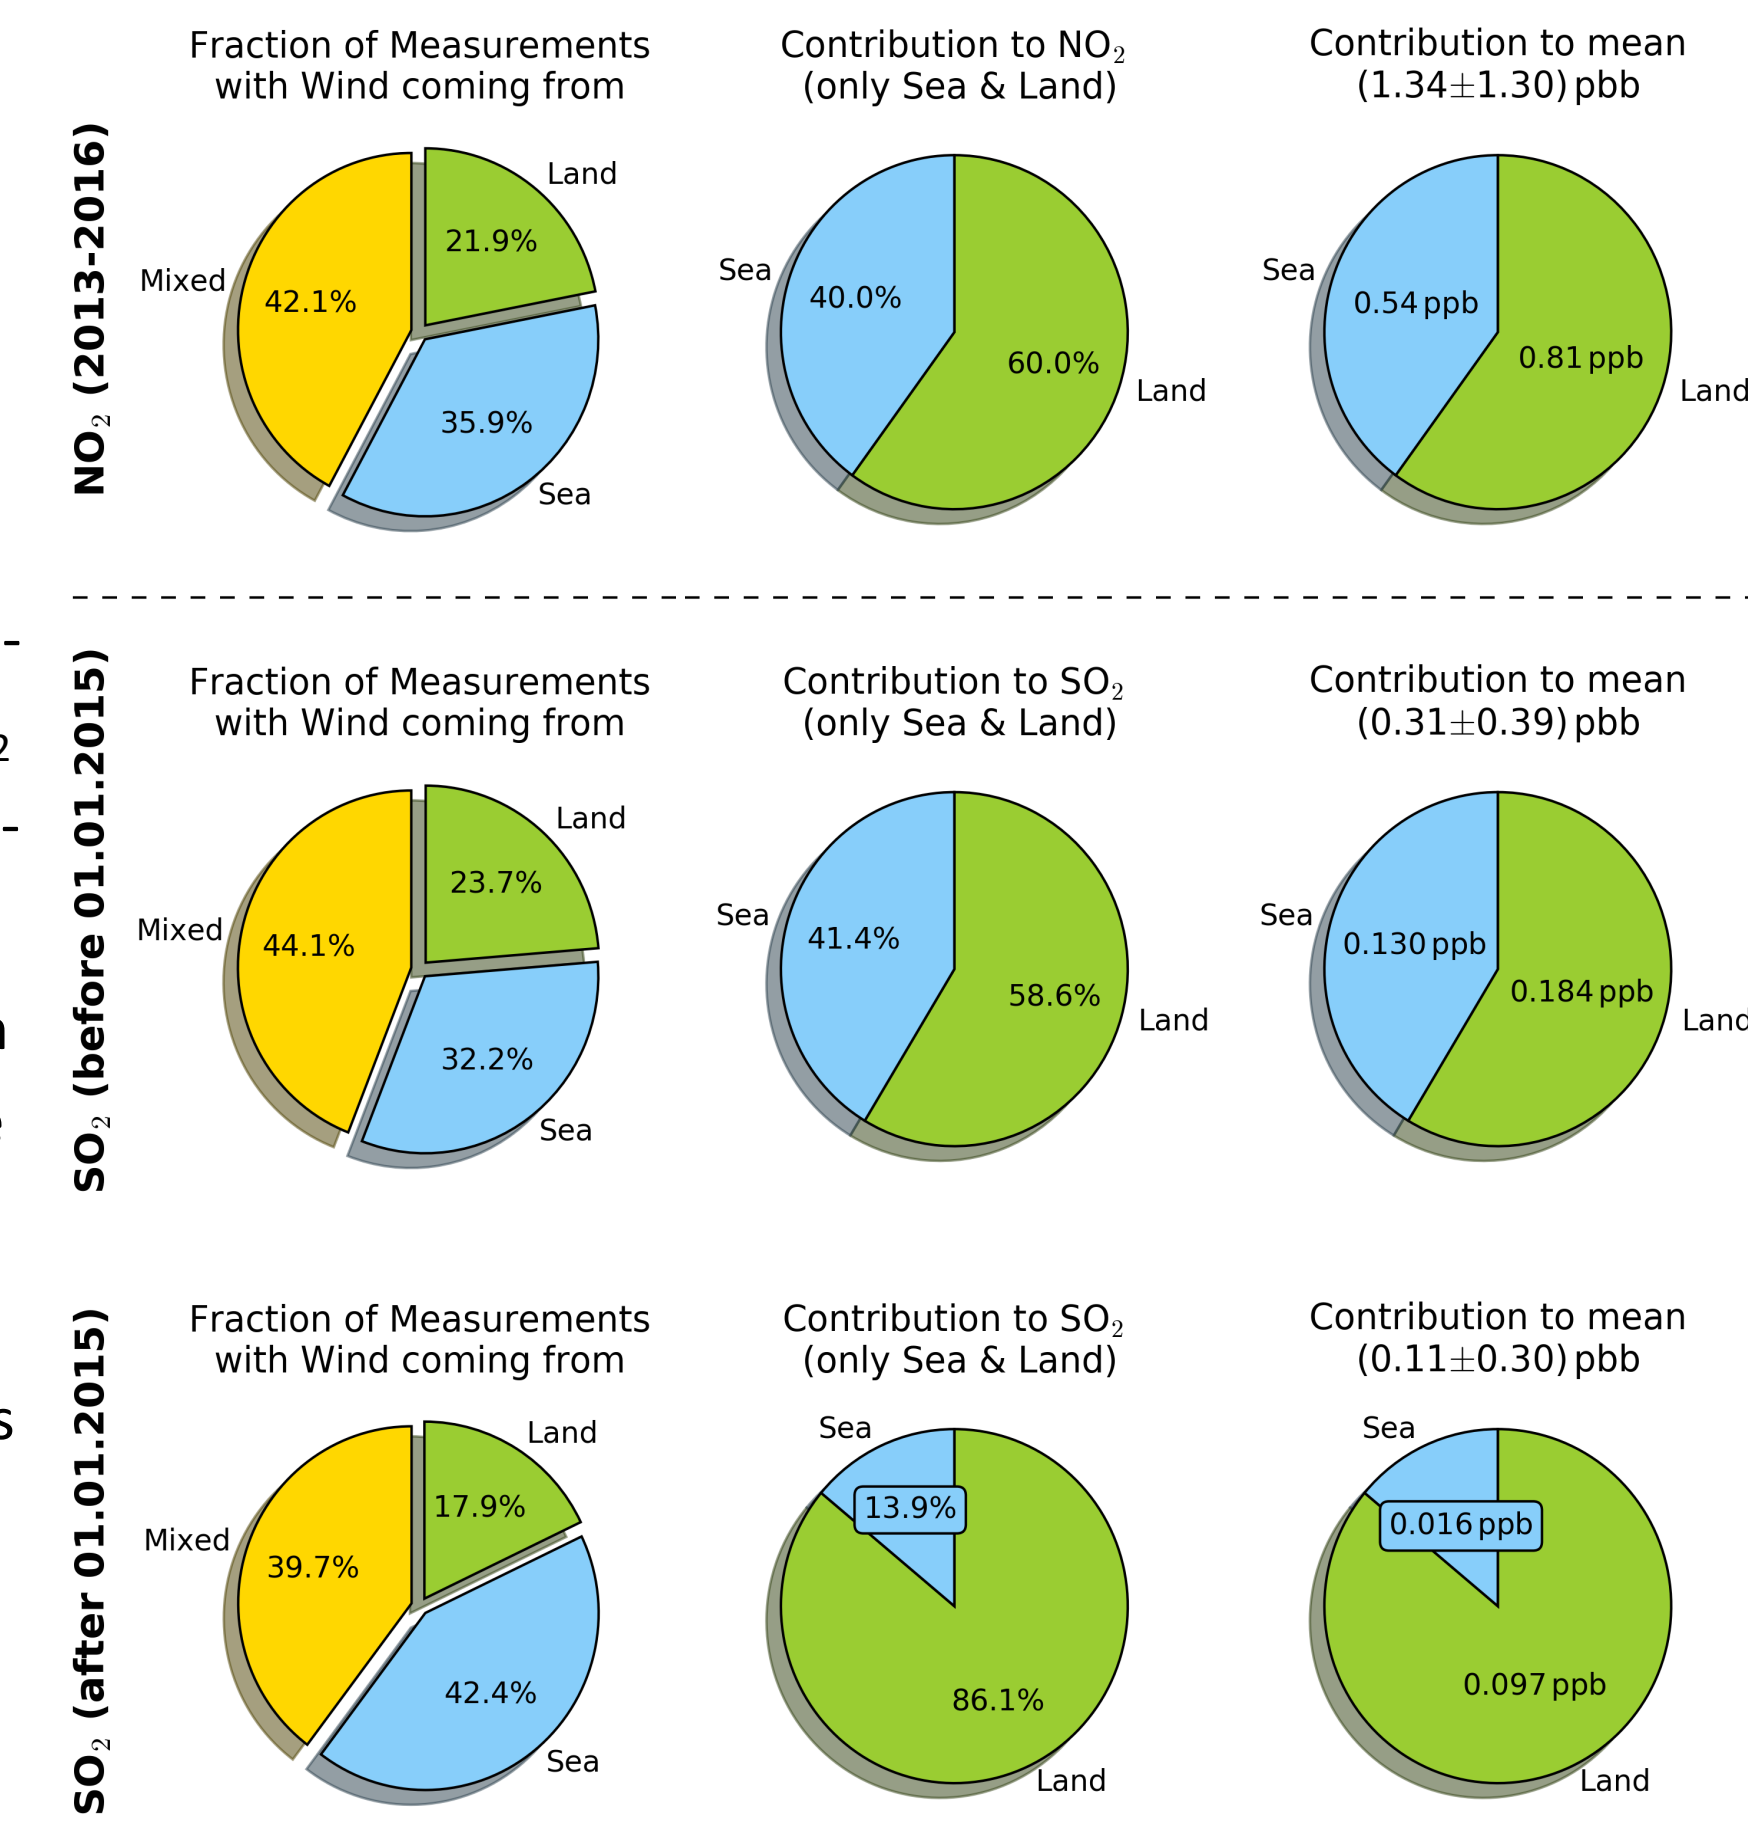 Fraction of Measurements
with Wind coming from
Contribution to NO₂
(only Sea & Land)
Contribution to mean
(1.34±1.30) pbb
NO₂ (2013-2016)
Land
21.9%
Mixed
42.1%
35.9%
Sea
Sea
40.0%
60.0%
Land
Sea
0.54 ppb
0.81 ppb
Land
-
2
-
n
e
s
Fraction of Measurements
with Wind coming from
Contribution to SO₂
(only Sea & Land)
Contribution to mean
(0.31±0.39) pbb
SO₂ (before 01.01.2015)
Land
23.7%
Mixed
44.1%
32.2%
Sea
Sea
41.4%
58.6%
Land
Sea
0.130 ppb
0.184 ppb
Land
Fraction of Measurements
with Wind coming from
Contribution to SO₂
(only Sea & Land)
Contribution to mean
(0.11±0.30) pbb
SO₂ (after 01.01.2015)
Land
17.9%
Mixed
39.7%
42.4%
Sea
Sea
13.9%
86.1%
Land
Sea
0.016 ppb
0.097 ppb
Land